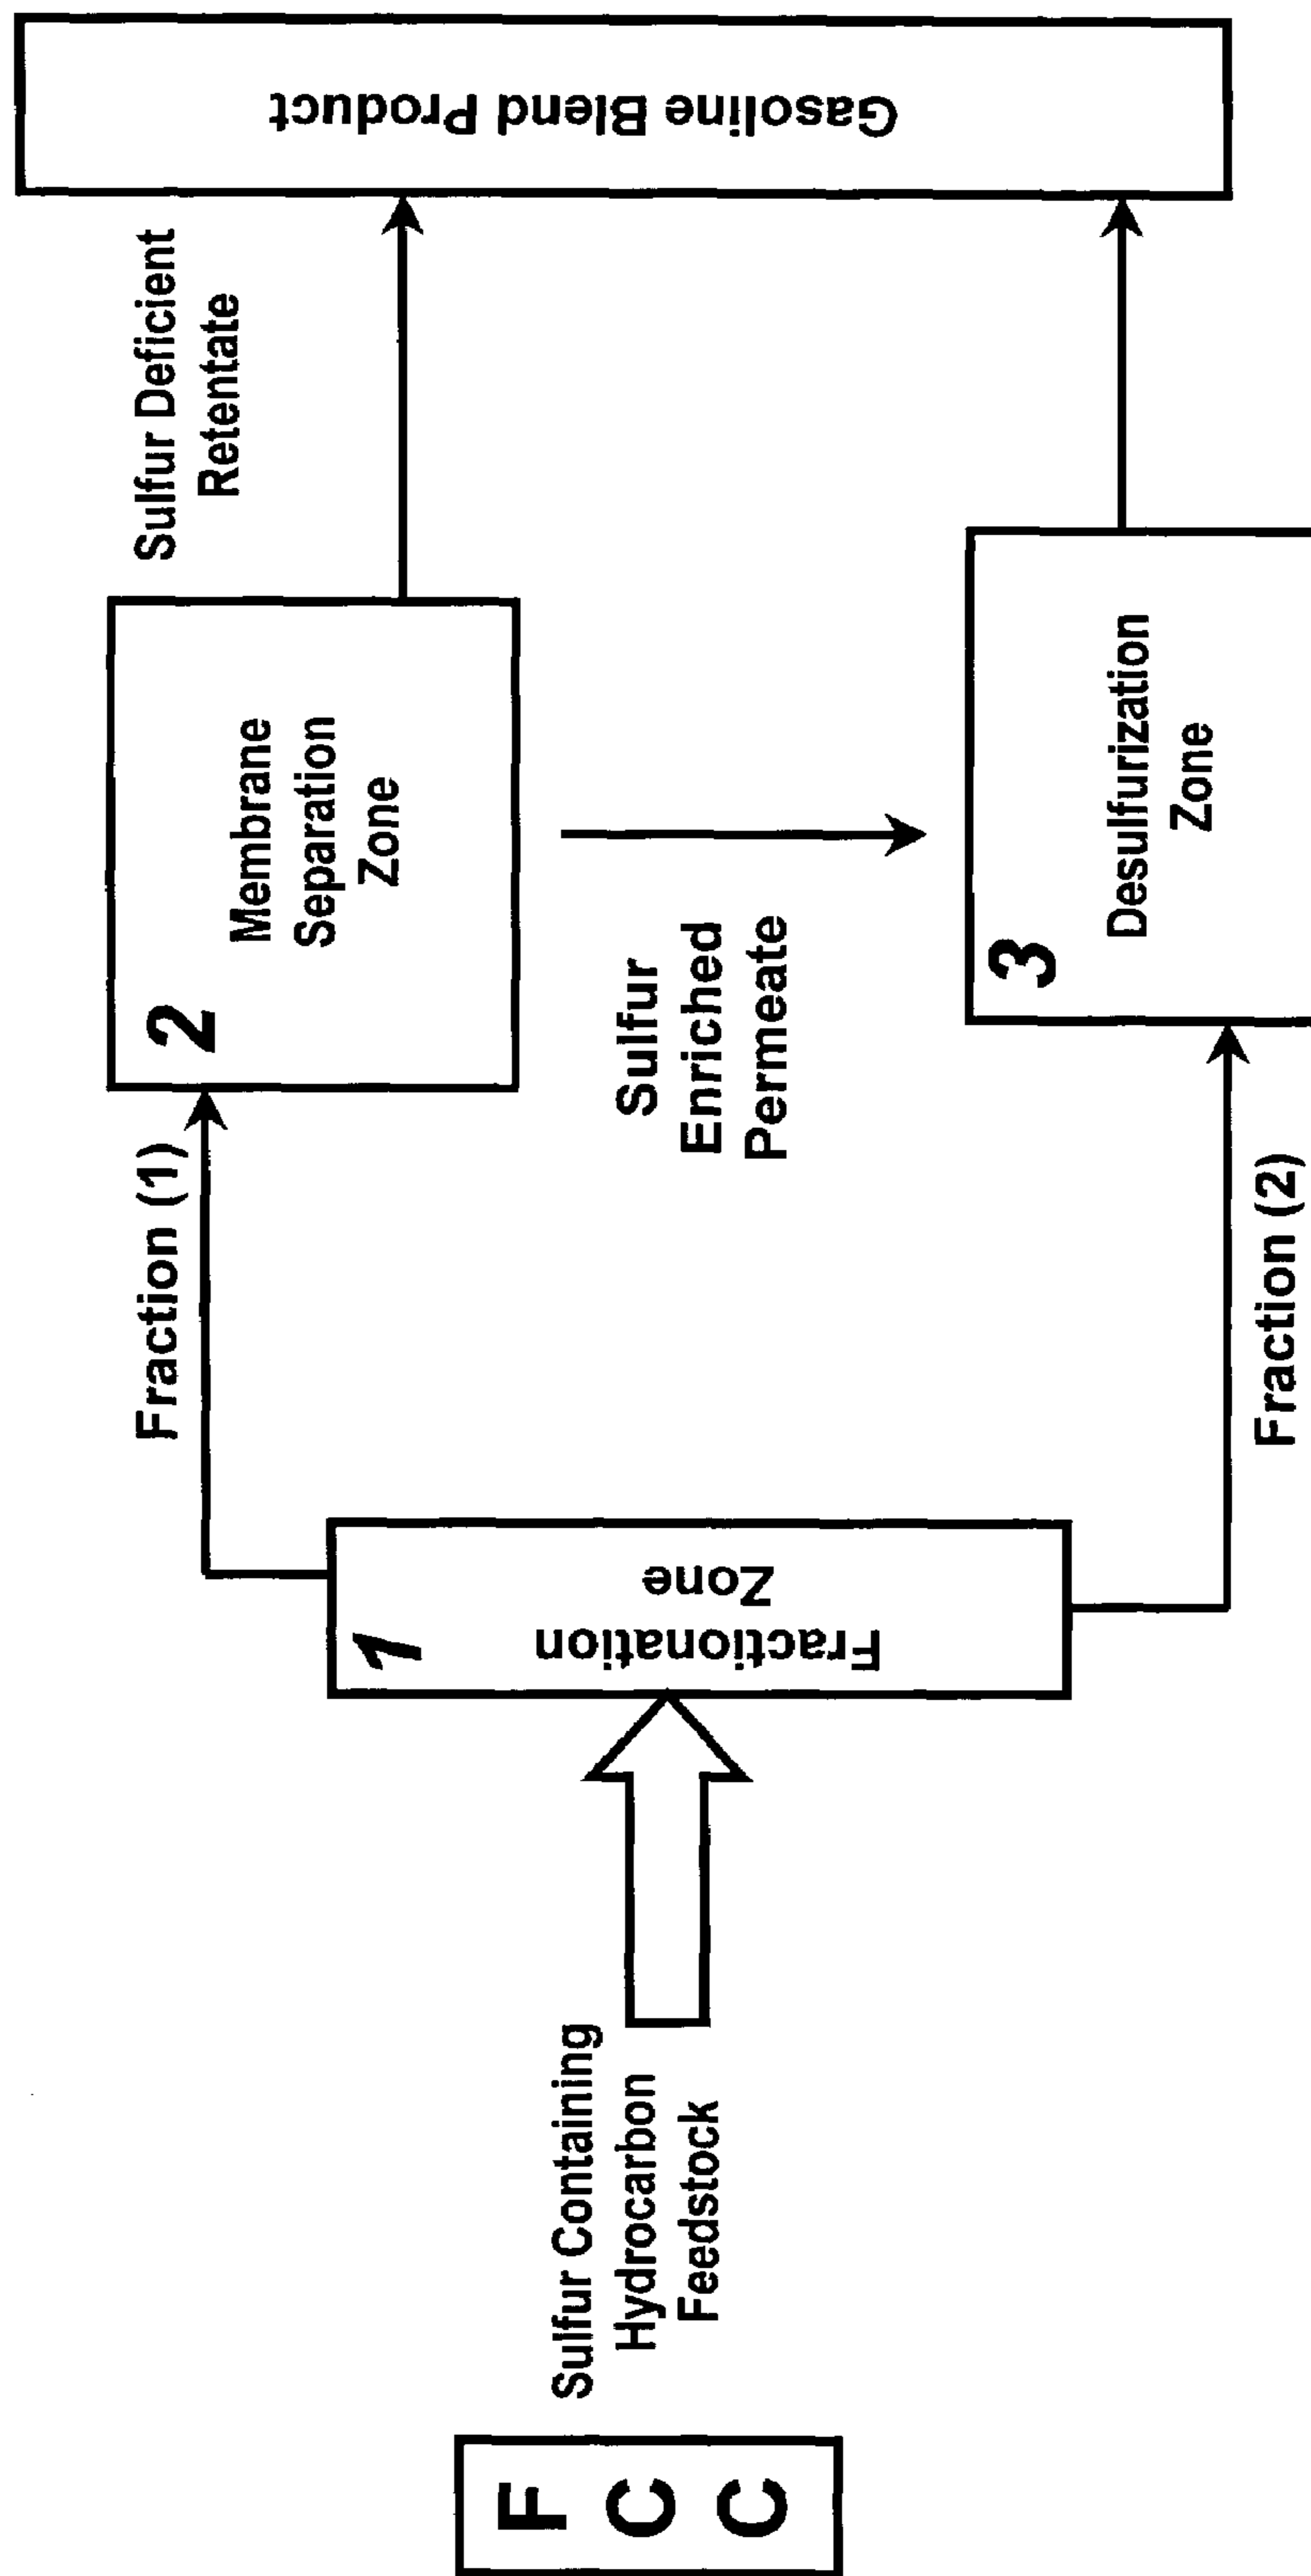 F
C
C
Sulfur Containing
Hydrocarbon
Feedstock
1
Fractionation
Zone
Fraction (1)
Fraction (2)
2
Membrane
Separation
Zone
Sulfur
Enriched
Permeate
3
Desulfurization
Zone
Sulfur Deficient
Retentate
Gasoline Blend Product